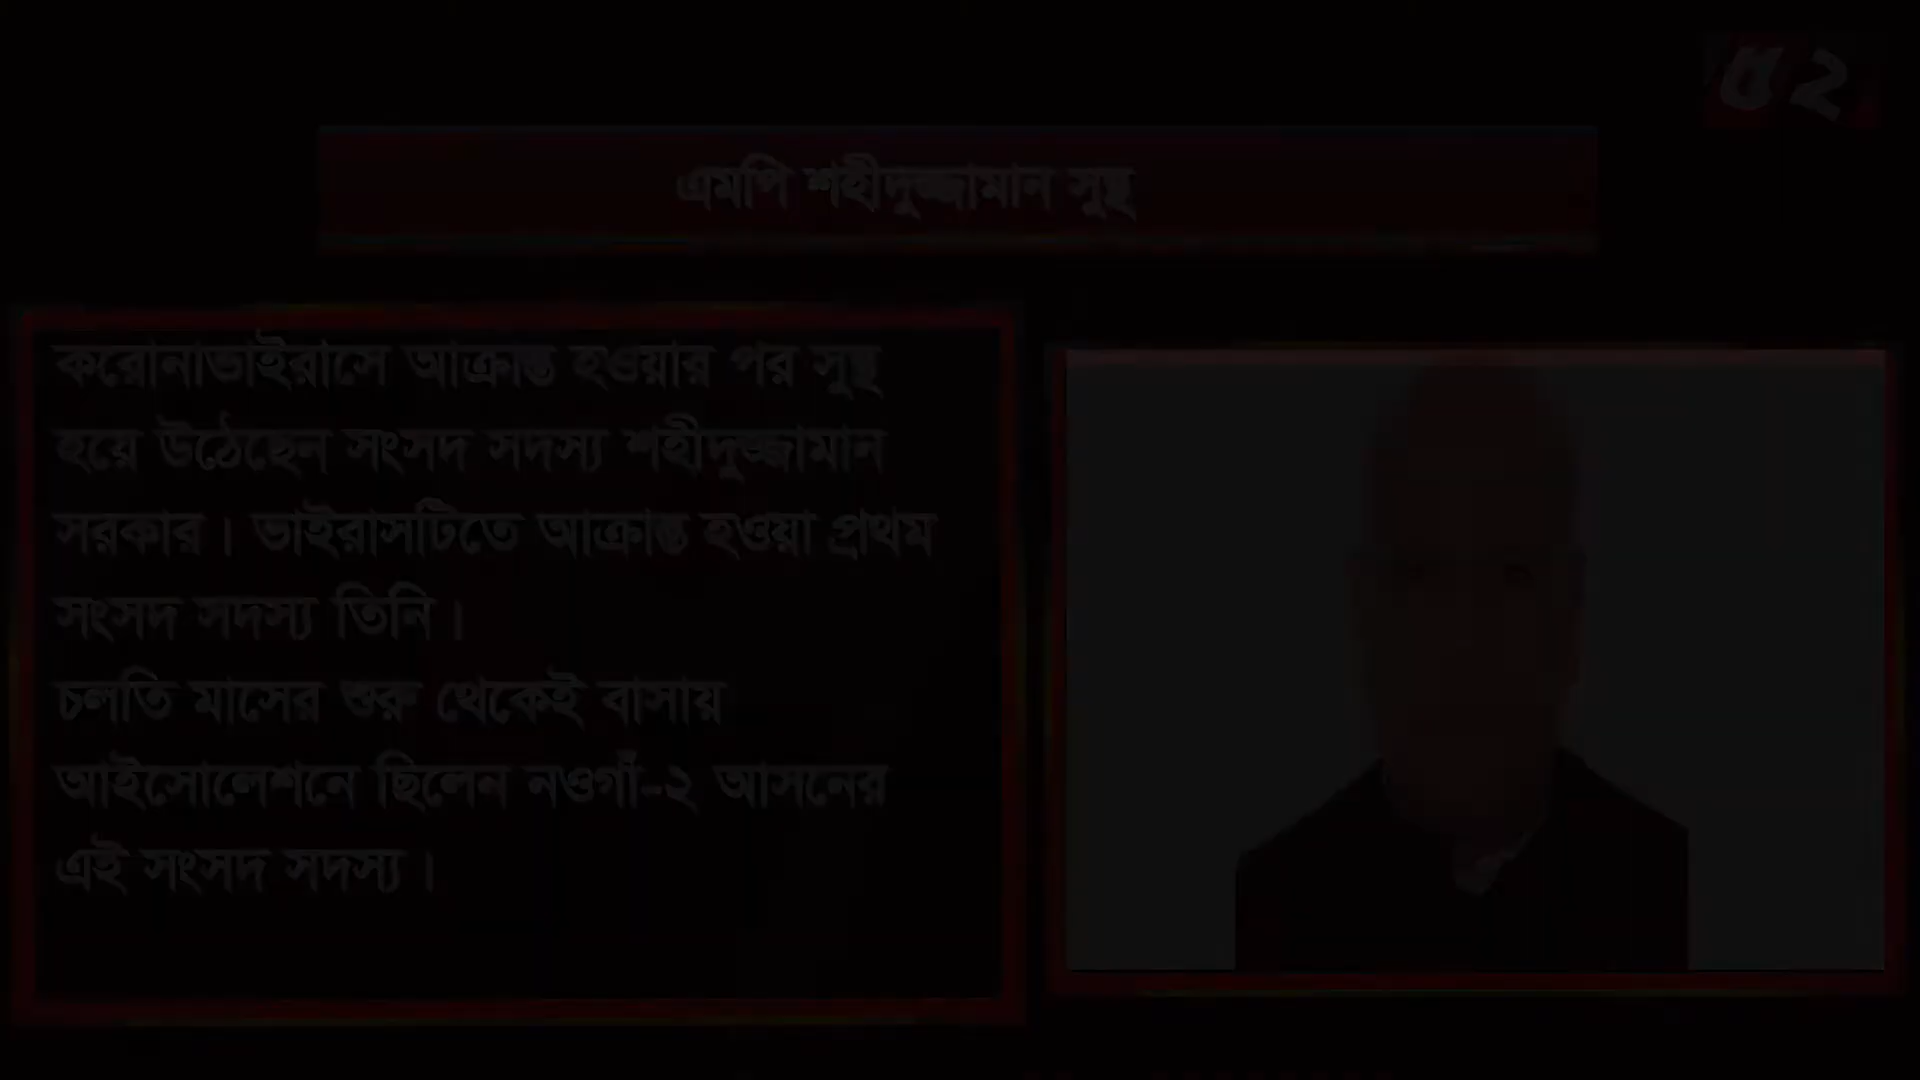 ৫২
এমপি শহীদুজ্জামান সুস্থ
করোনাভাইরাসে আক্রান্ত হওয়ার পর সুস্থ
হয়ে উঠেছেন সংসদ সদস্য শহীদুজ্জামান
সরকার। ভাইরাসটিতে আক্রান্ত হওয়া প্রথম
সংসদ সদস্য তিনি।
চলতি মাসের শুরু থেকেই বাসায়
আইসোলেশনে ছিলেন নওগাঁ-২ আসনের
এই সংসদ সদস্য।